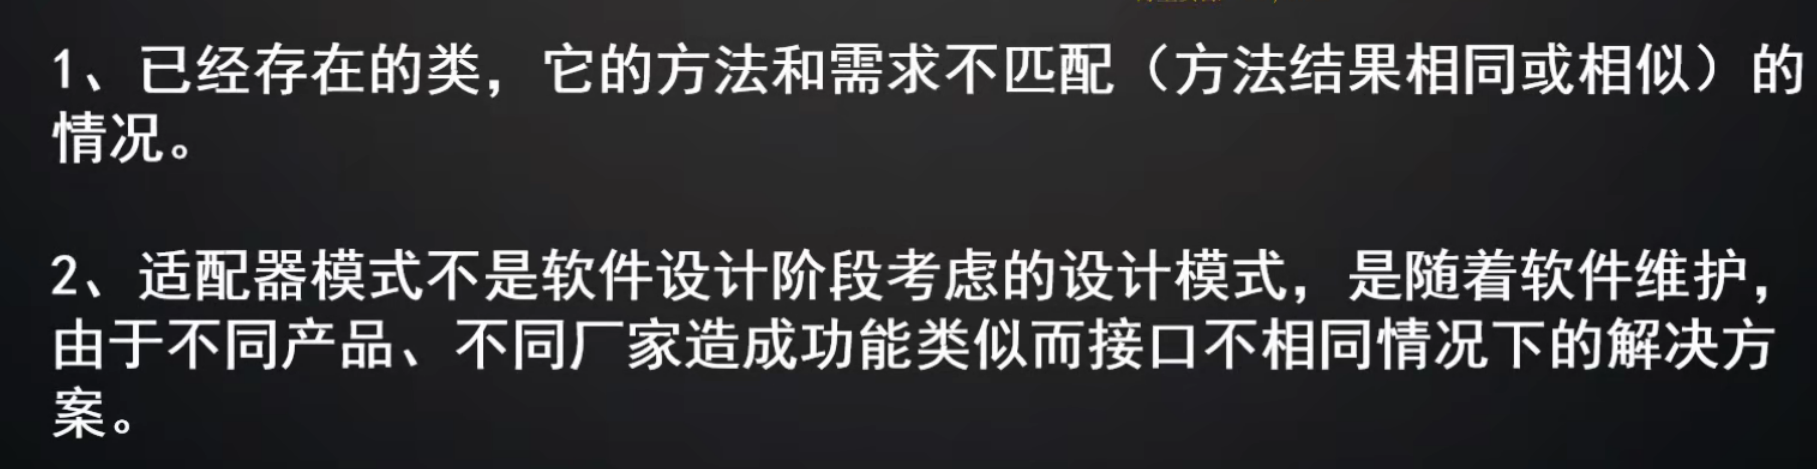 1、已经存在的类，它的方法和需求不匹配（方法结果相同或相似）的
情况。
2、适配器模式不是软件设计阶段考虑的设计模式，是随着软件维护，
由于不同产品、不同厂家造成功能类似而接口不相同情况下的解决方
案。